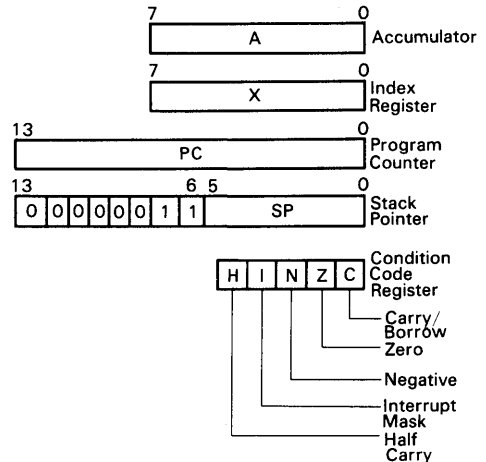 7 0
A Accumulator
7 0
X Index
Register
13 0
PC Program
Counter
13 6 5 0
0 0 0 0 0 0 1 1 SP Stack
Pointer
H I N Z C Condition
Code
Register
Carry/
Borrow
Zero
Negative
Interrupt
Mask
Half
Carry